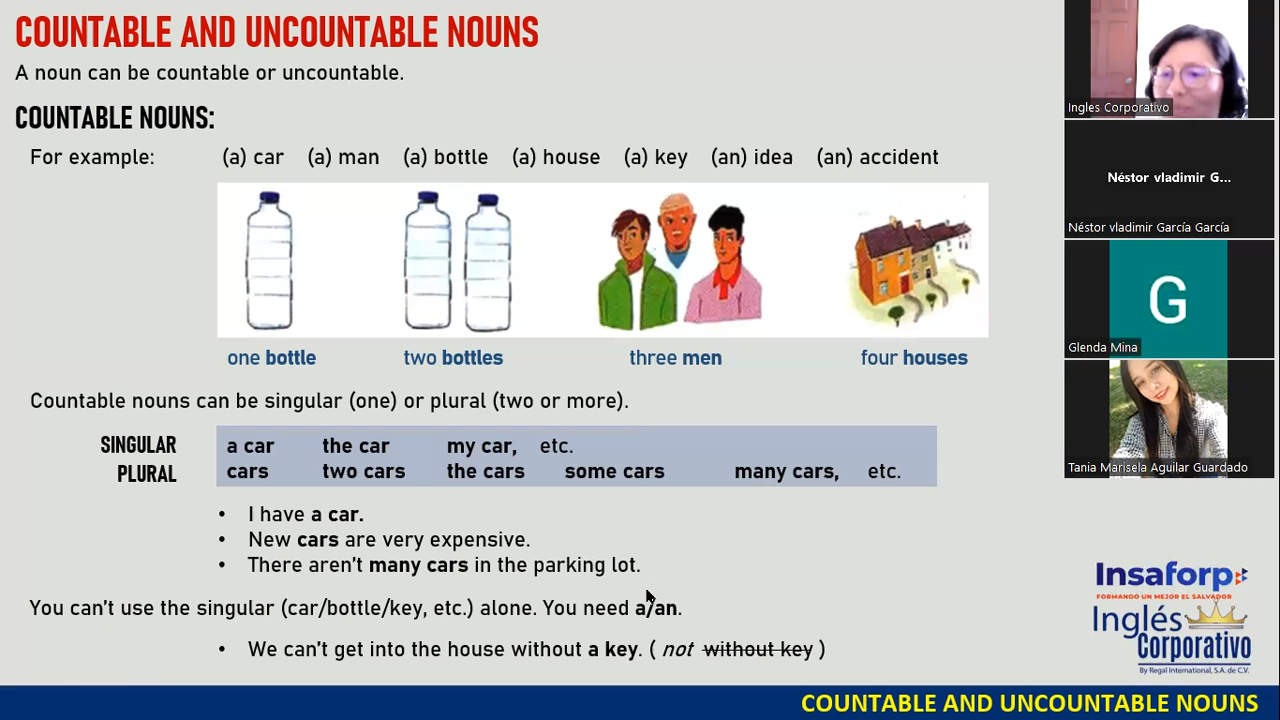 COUNTABLE AND UNCOUNTABLE NOUNS
A noun can be countable or uncountable.
COUNTABLE NOUNS:
For example: (a) car (a) man (a) bottle (a) house (a) key (an) idea (an) accident
one bottle two bottles three men four houses
Countable nouns can be singular (one) or plural (two or more).
SINGULAR a car the car my car, etc.
PLURAL cars two cars the cars some cars many cars, etc.
• I have a car.
• New cars are very expensive.
• There aren't many cars in the parking lot.
You can't use the singular (car/bottle/key, etc.) alone. You need a/an.
• We can't get into the house without a key. ( not without key )
COUNTABLE AND UNCOUNTABLE NOUNS
Ingles Corporativo
Néstor vladimir G...
Néstor vladimir García García
G
Glenda Mina
Tania Marisela Aguilar Guardado
Insaforp
FORMANDO UN MEJOR EL SALVADOR
Inglés
Corporativo
By Regal International, S.A. de C.V.